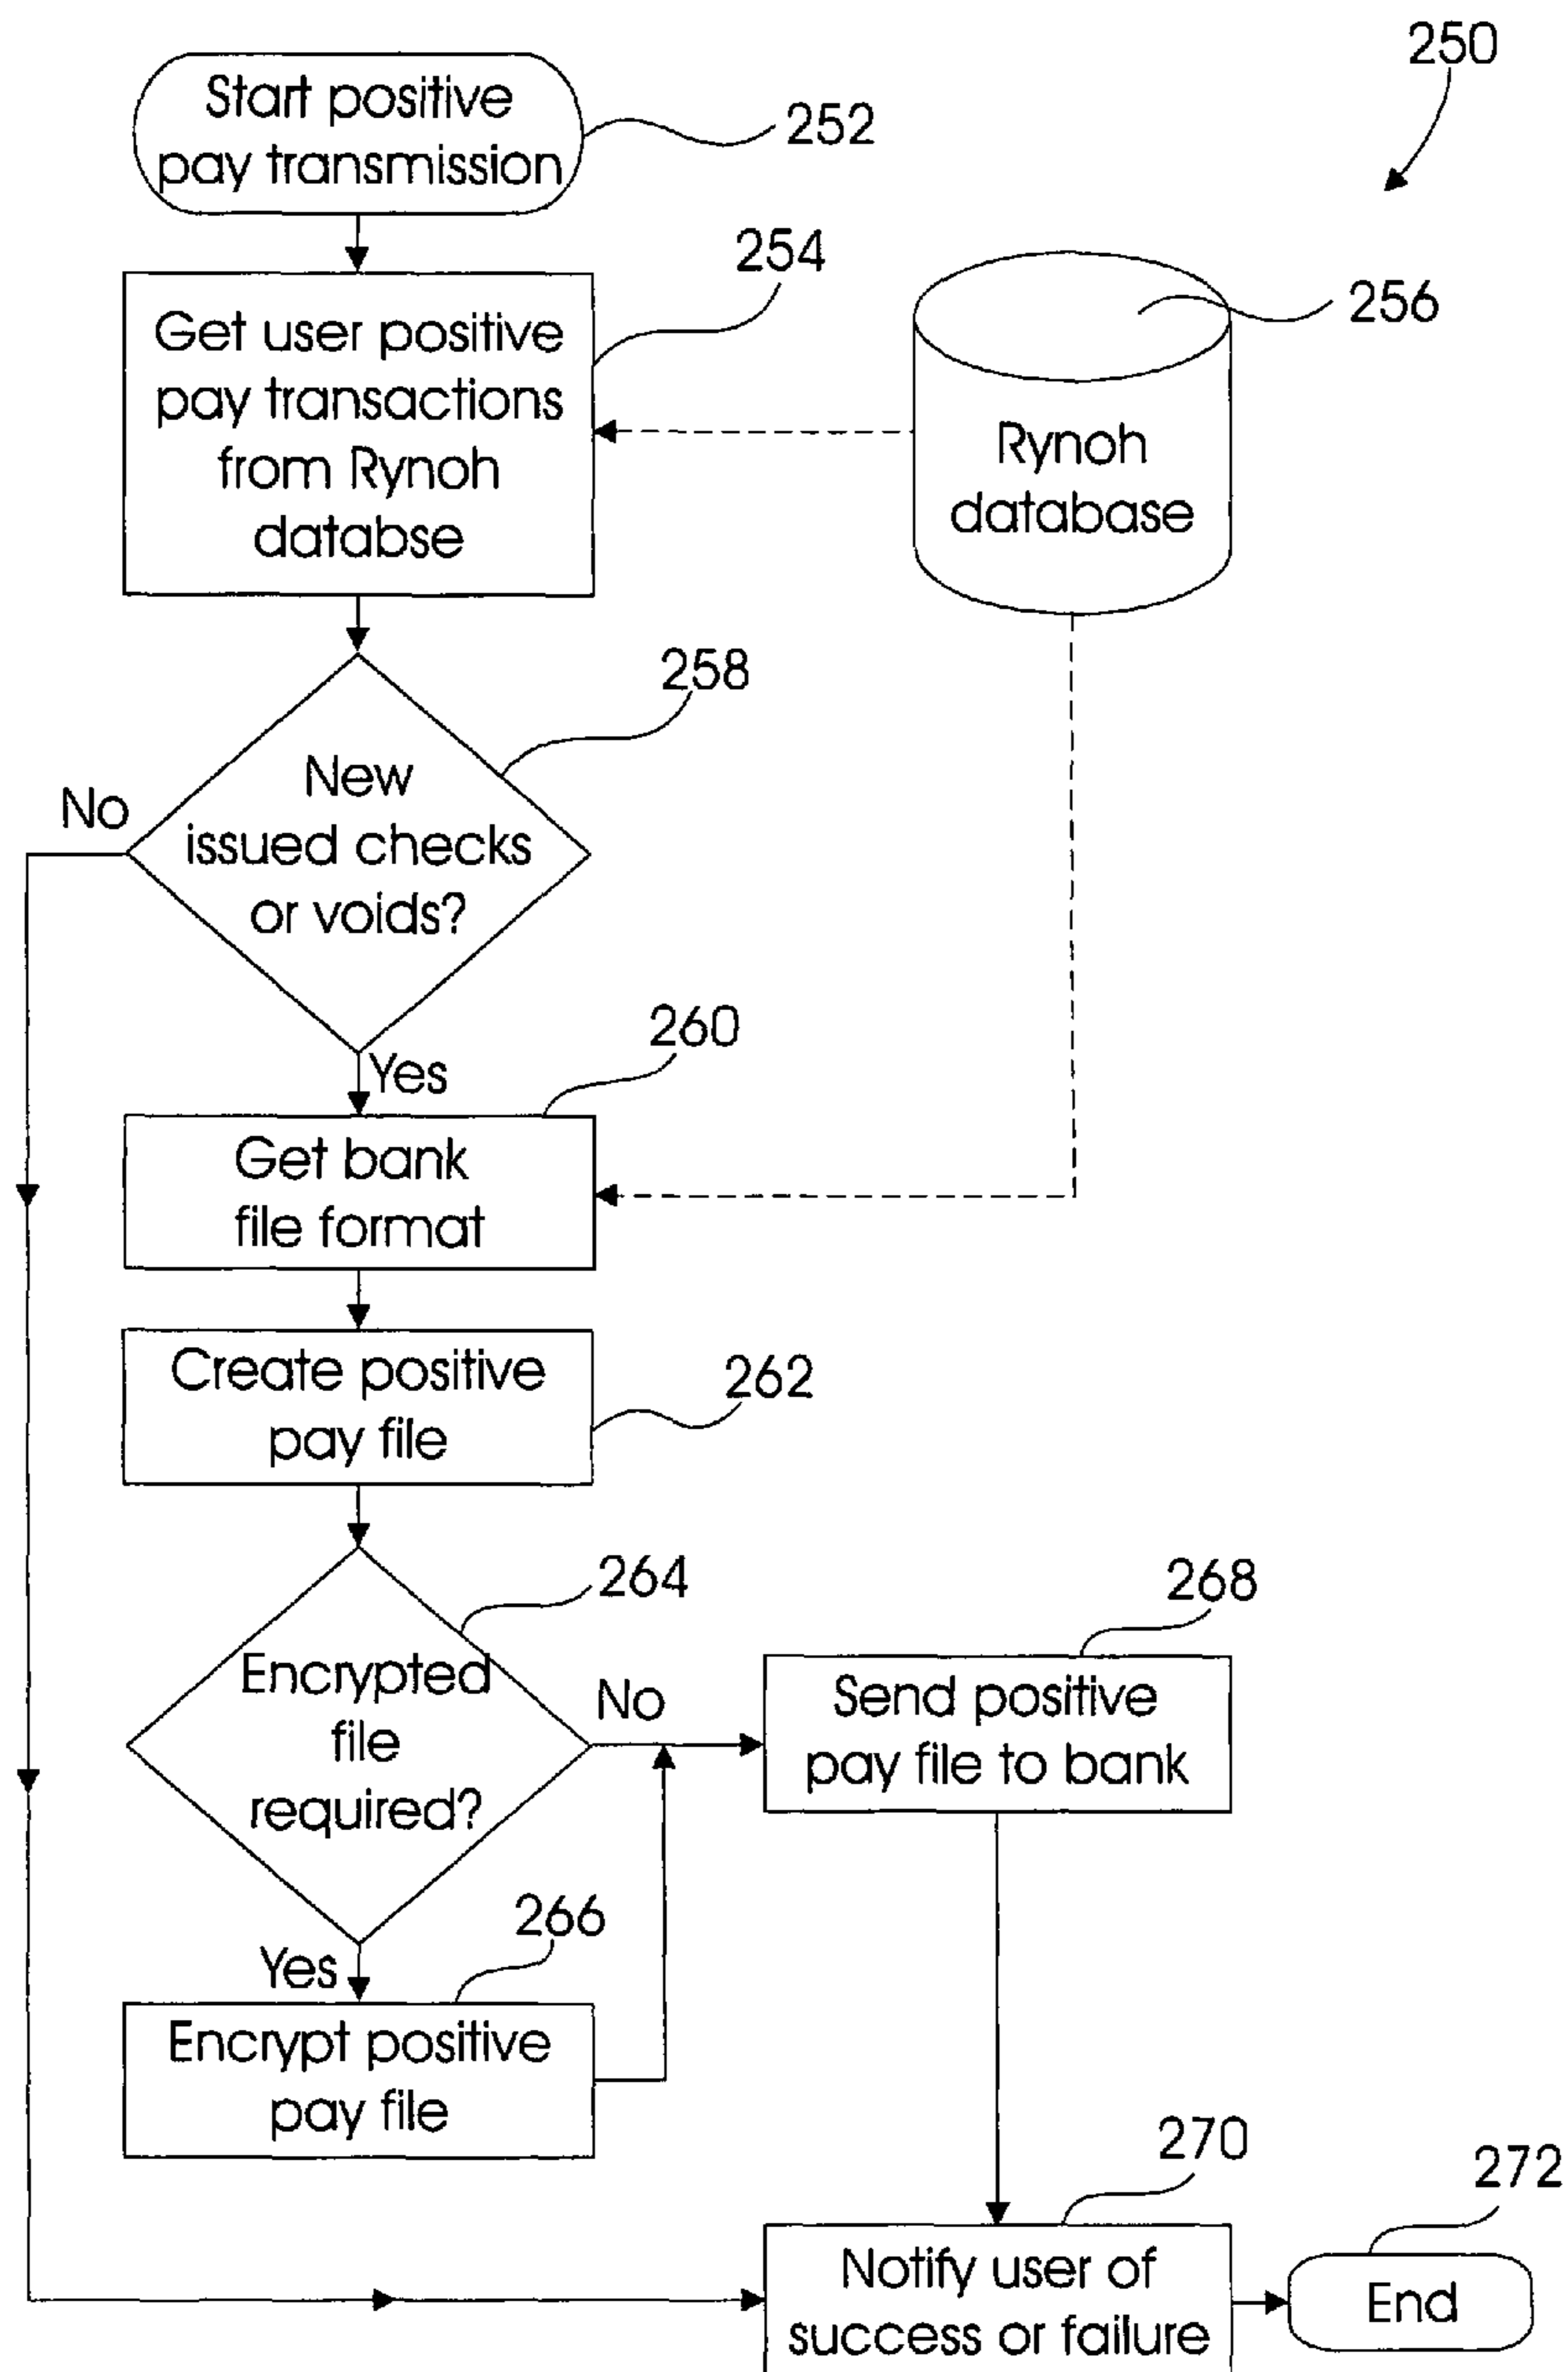 250
Start positive
pay transmission
252
254
Get user positive
pay transactions
from Rynoh
databse
256
Rynoh
database
258
New
issued checks
or voids?
No
Yes
260
Get bank
file format
Create positive
pay file
262
264
Encrypted
file
required?
No
268
Send positive
pay file to bank
Yes
266
Encrypt positive
pay file
270
Notify user of
success or failure
272
End